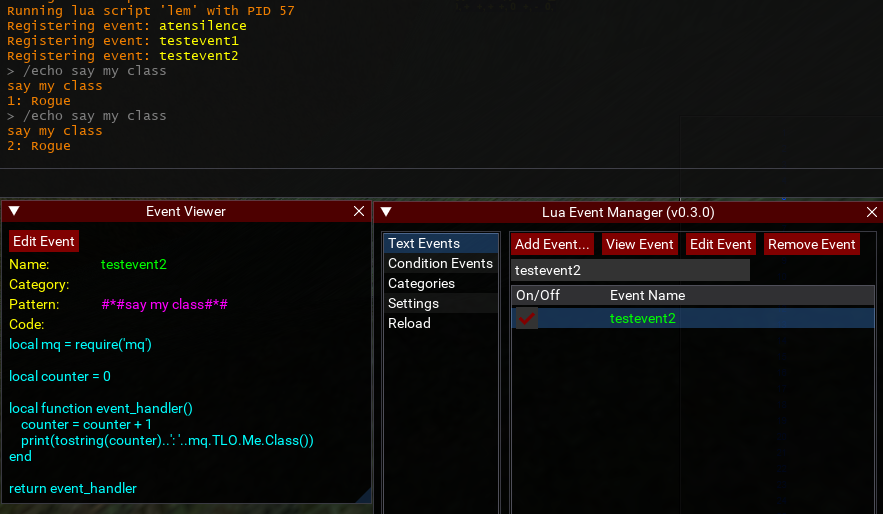 Running lua script 'lem' with PID 57
Registering event: atensilence
Registering event: testevent1
Registering event: testevent2
> /echo say my class
say my class
1: Rogue
> /echo say my class
say my class
2: Rogue
Event Viewer
Edit Event
Name: testevent2
Category:
Pattern: #*#say my class#*#
Code:
local mq = require('mq')
local counter = 0
local function event_handler()
counter = counter + 1
print(tostring(counter)..': '..mq.TLO.Me.Class())
end
return event_handler
Lua Event Manager (v0.3.0)
Text Events
Condition Events
Categories
Settings
Reload
Add Event... View Event Edit Event Remove Event
testevent2
On/Off Event Name
testevent2